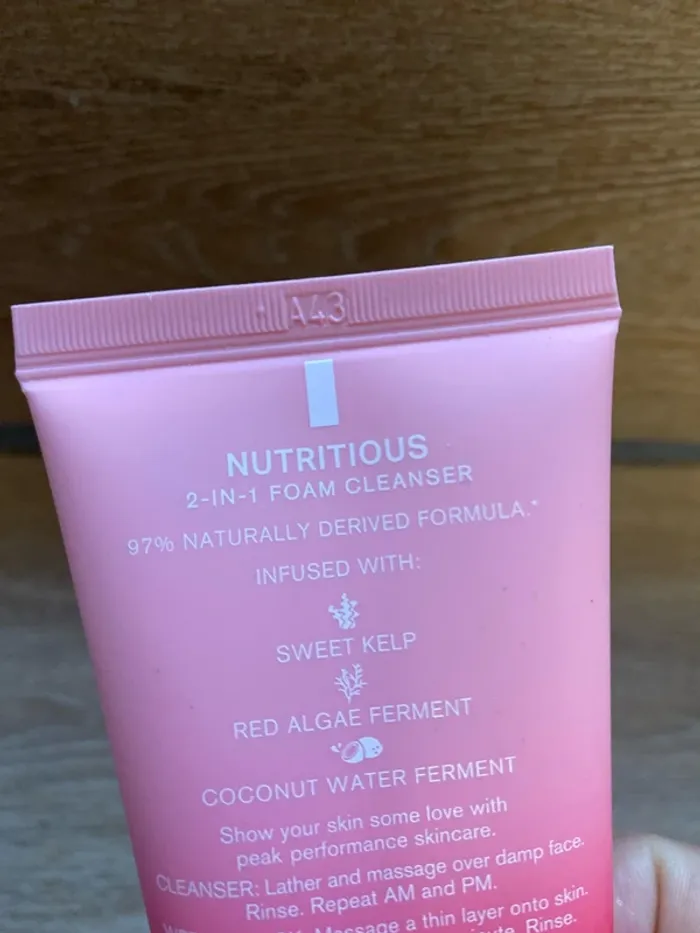 A43
NUTRITIOUS
2-IN-1 FOAM CLEANSER
97% NATURALLY DERIVED FORMULA.*
INFUSED WITH:
SWEET KELP
RED ALGAE FERMENT
COCONUT WATER FERMENT
Show your skin some love with
peak performance skincare.
CLEANSER: Lather and massage over damp face.
Rinse. Repeat AM and PM.
Massage a thin layer onto skin.
Rinse.